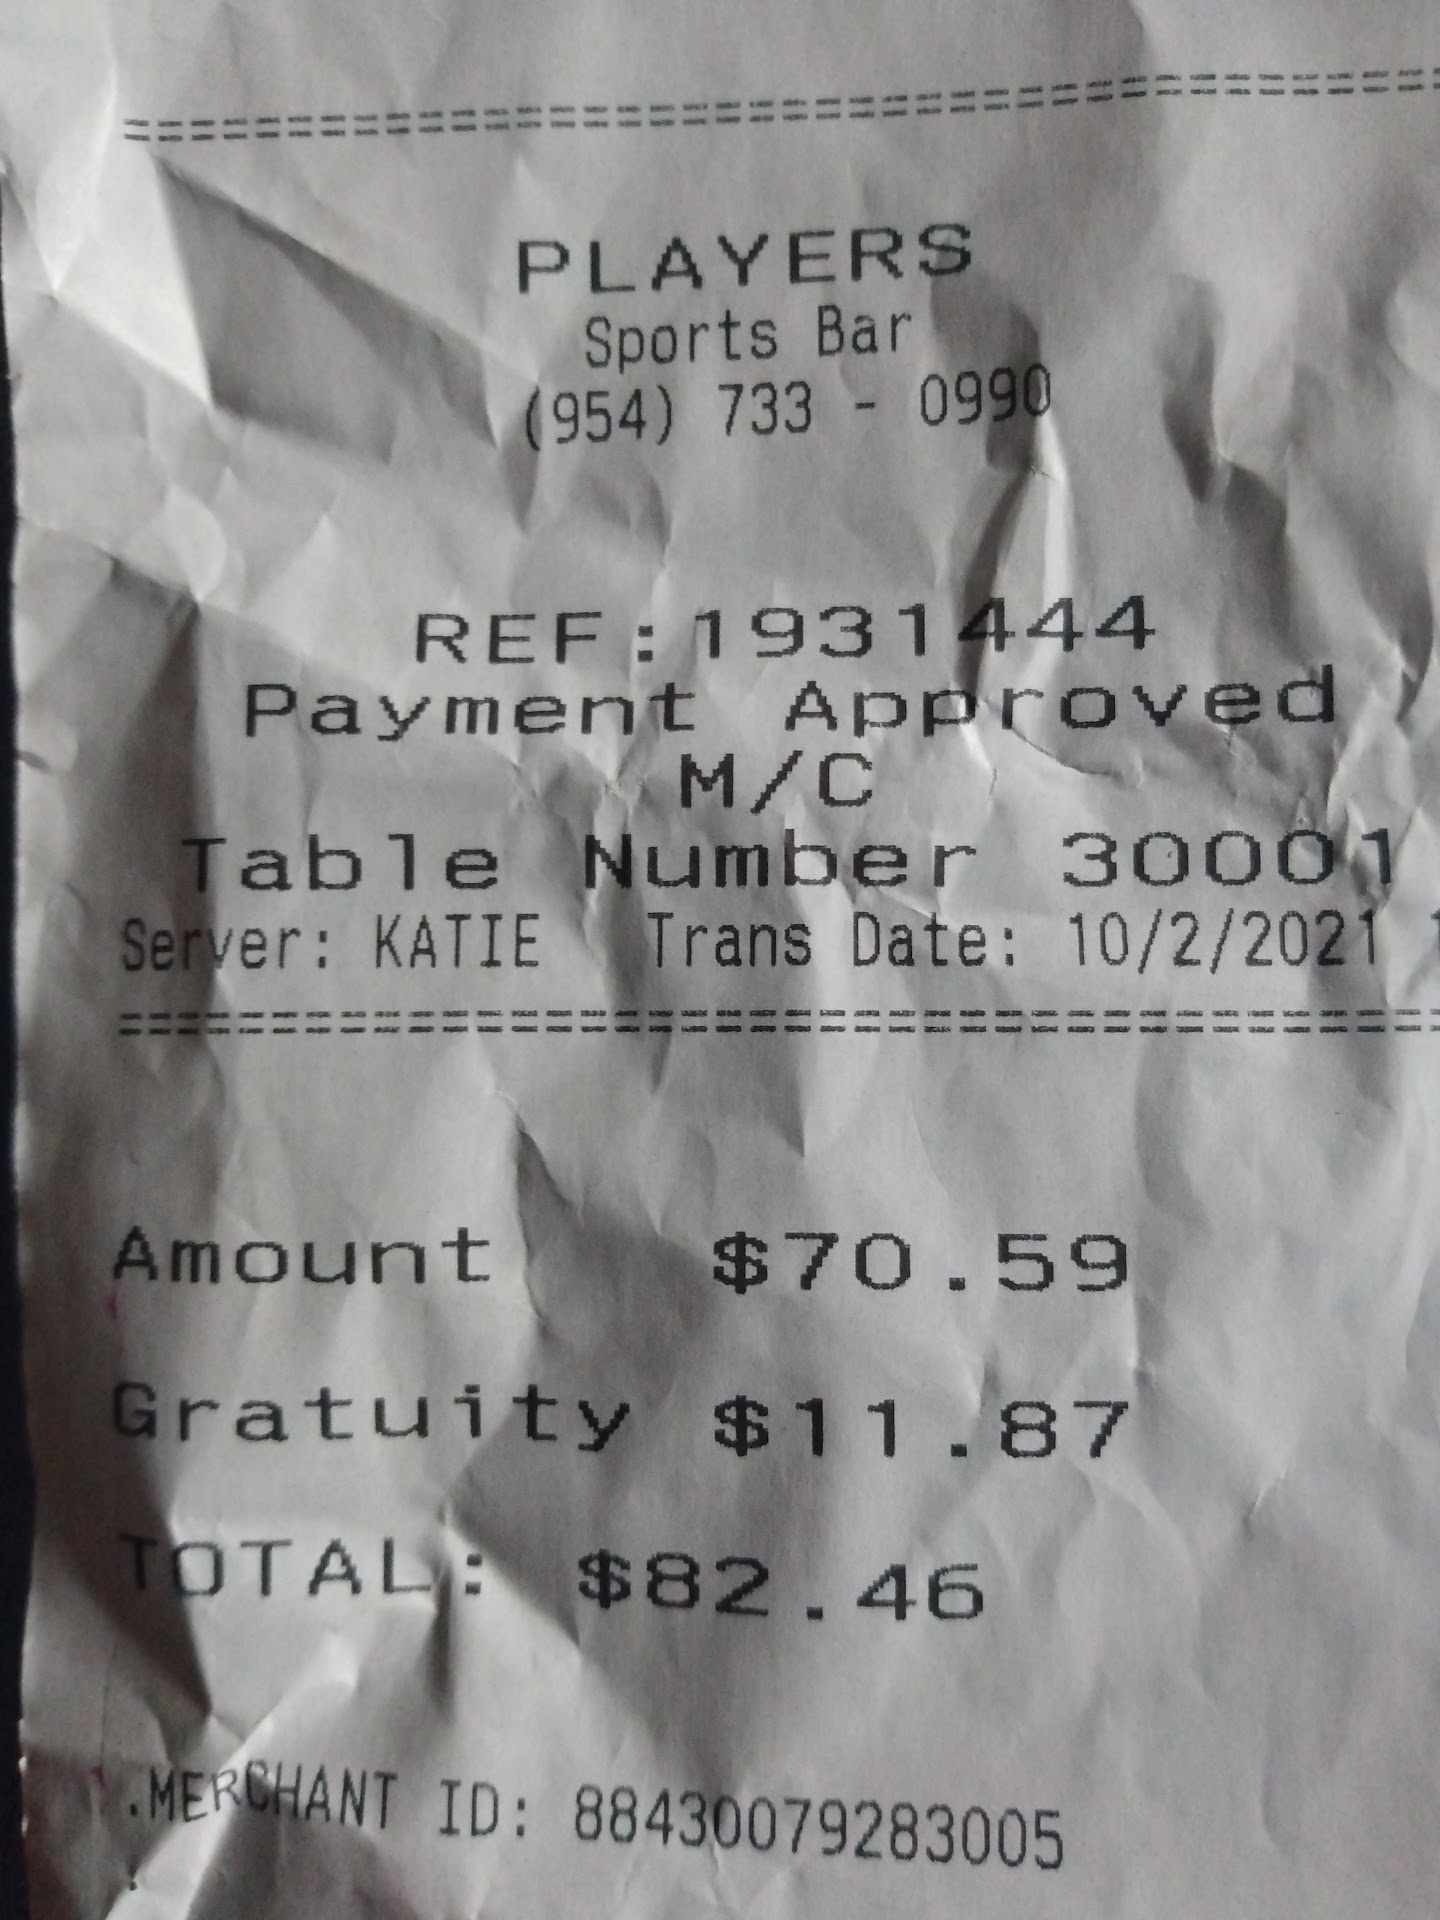 PLAYERS
Sports Bar
(954) 733 - 0990
REF:1931444
Payment Approved
M/C
Table Number 30001
Server: KATIE Trans Date: 10/2/2021
Amount $70.59
Gratuity $11.87
TOTAL: $82.46
.MERCHANT ID: 88430079283005